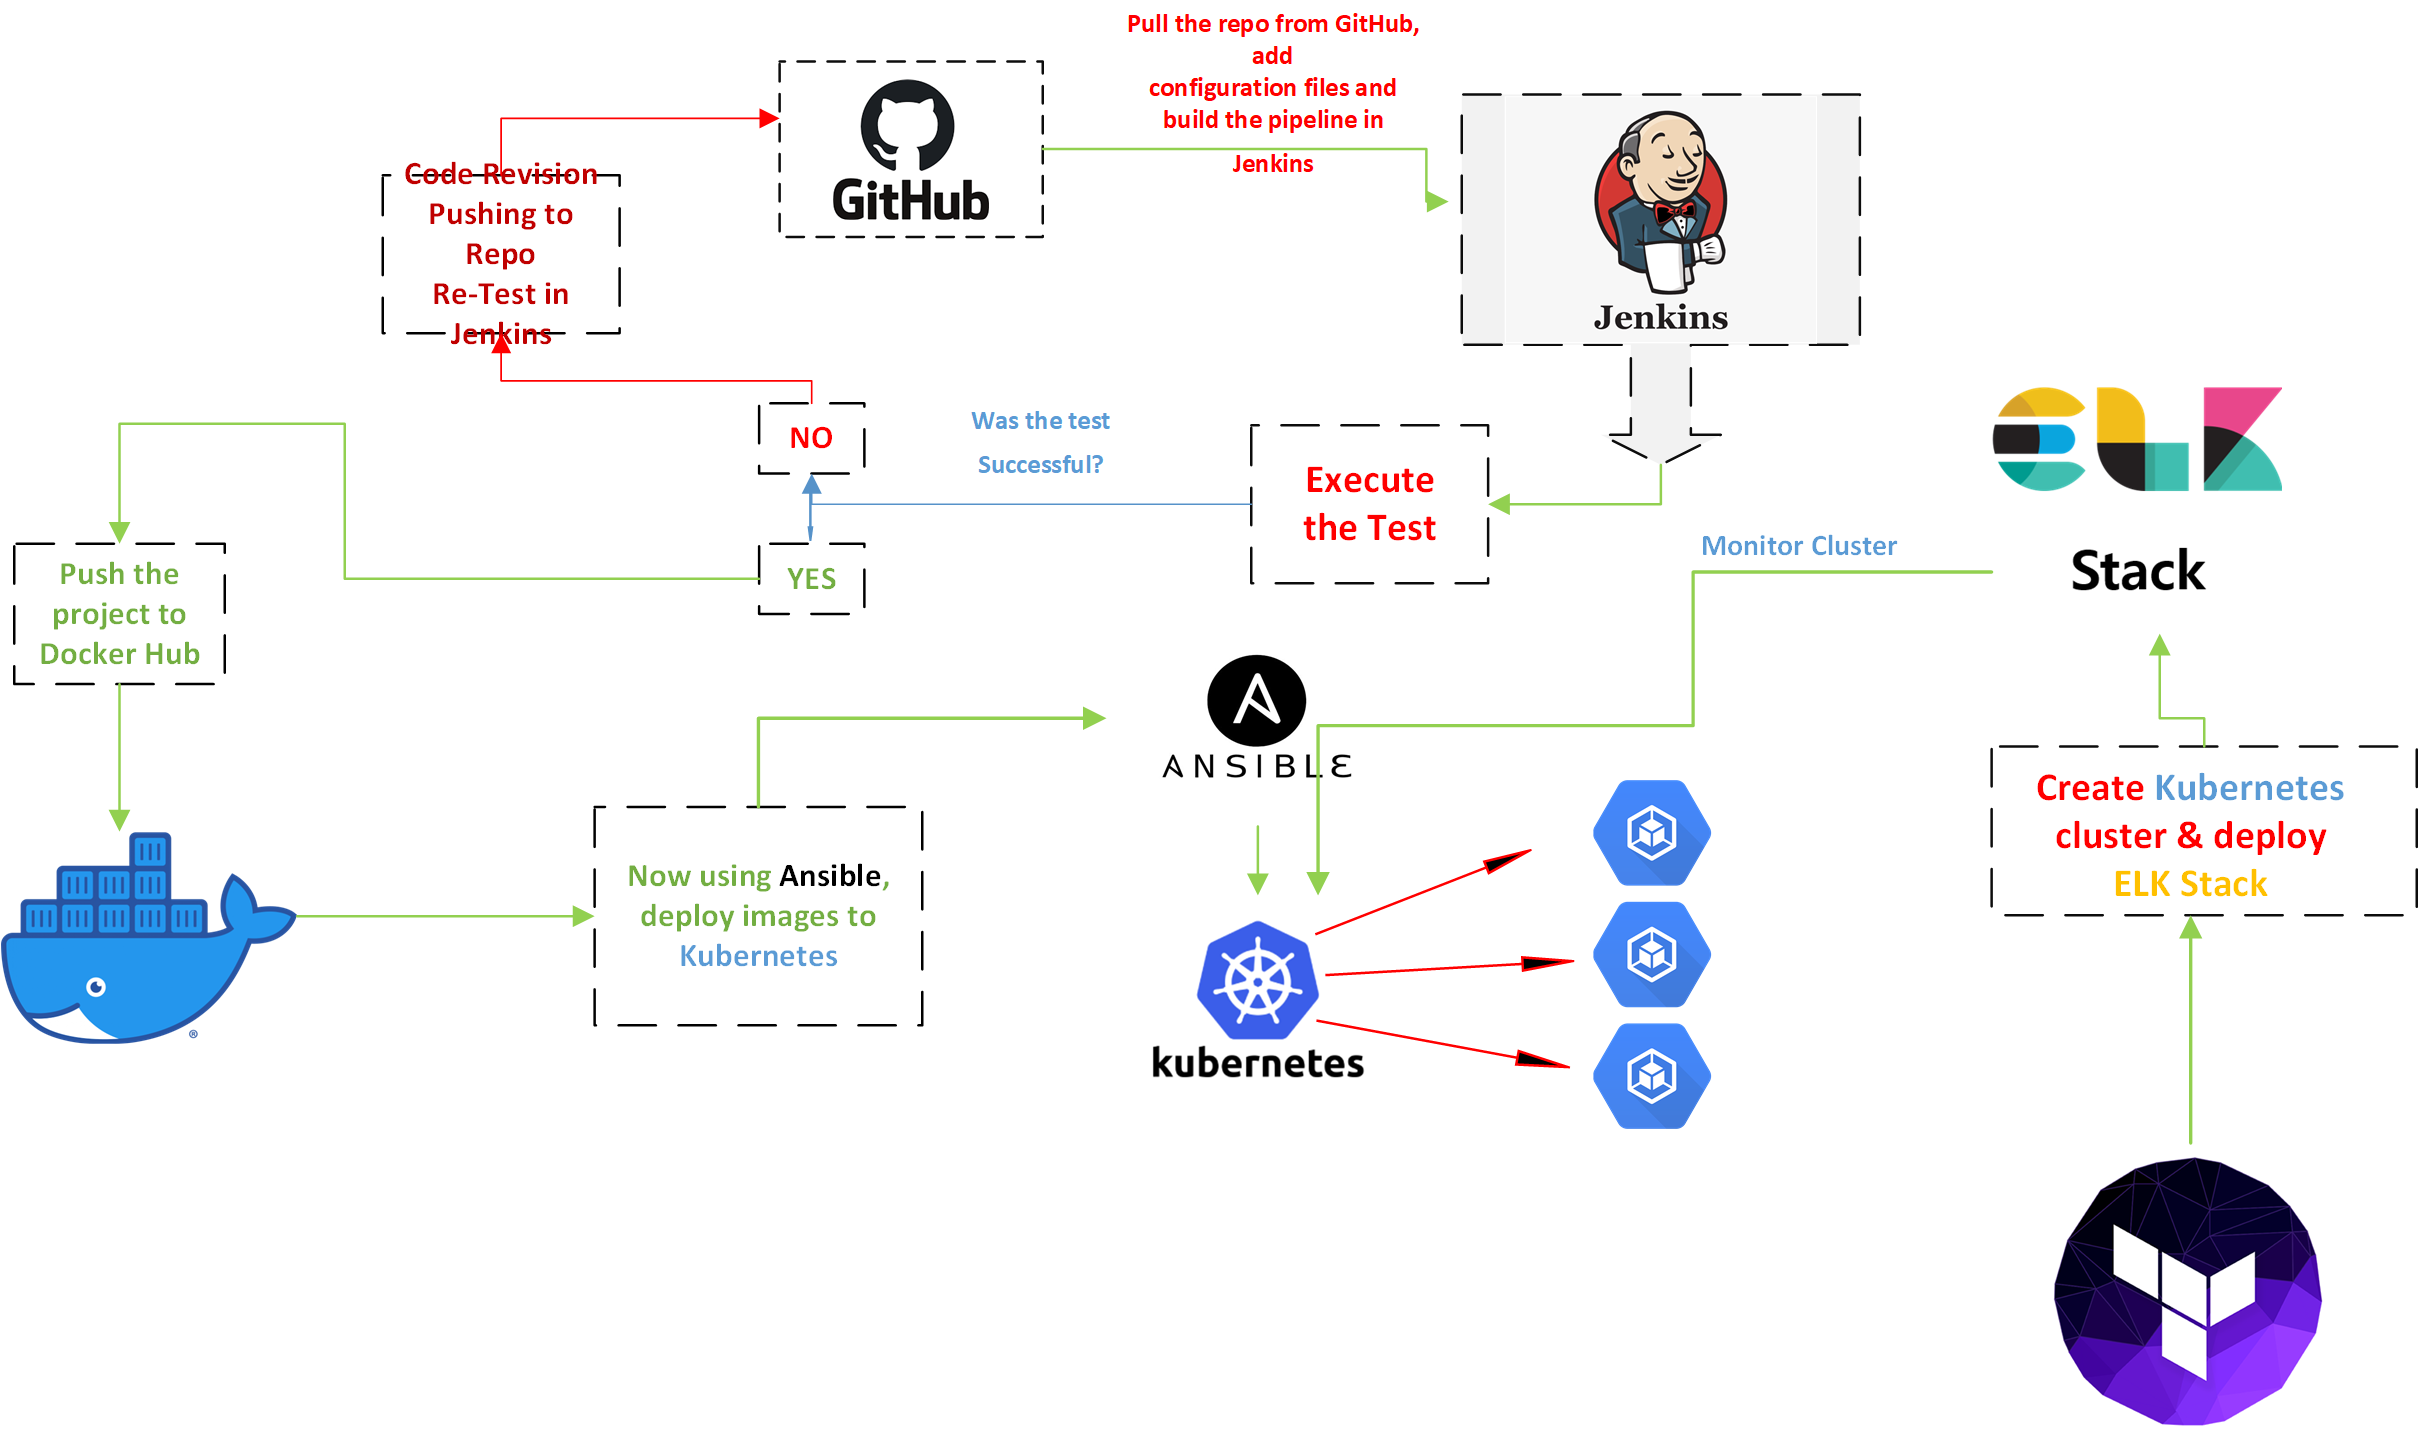 Pull the repo from GitHub,
add
configuration files and
build the pipeline in
Jenkins
GitHub
Code Revision
Pushing to
Repo
Re-Test in
Jenkins
Jenkins
NO
Was the test
Successful?
Execute
the Test
YES
Push the
project to
Docker Hub
Monitor Cluster
ELK
Stack
ANSIBLE
Now using Ansible,
deploy images to
Kubernetes
Create Kubernetes
cluster & deploy
ELK Stack
®
kubernetes